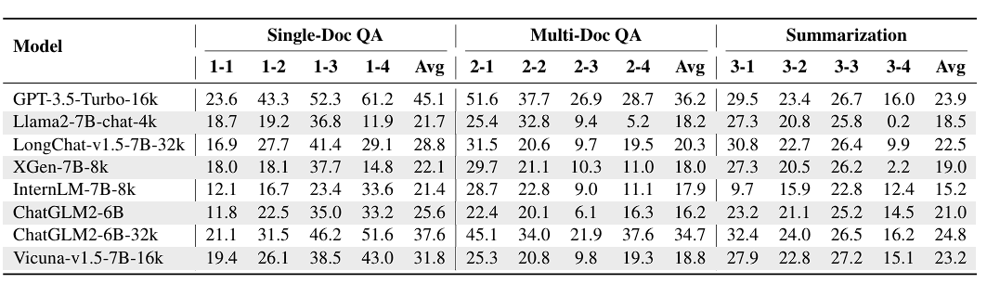 Model Single-Doc QA Multi-Doc QA Summarization
1-1 1-2 1-3 1-4 Avg 2-1 2-2 2-3 2-4 Avg 3-1 3-2 3-3 3-4 Avg
GPT-3.5-Turbo-16k 23.6 43.3 52.3 61.2 45.1 51.6 37.7 26.9 28.7 36.2 29.5 23.4 26.7 16.0 23.9
Llama2-7B-chat-4k 18.7 19.2 36.8 11.9 21.7 25.4 32.8 9.4 5.2 18.2 27.3 20.8 25.8 0.2 18.5
LongChat-v1.5-7B-32k 16.9 27.7 41.4 29.1 28.8 31.5 20.6 9.7 19.5 20.3 30.8 22.7 26.4 9.9 22.5
XGen-7B-8k 18.0 18.1 37.7 14.8 22.1 29.7 21.1 10.3 11.0 18.0 27.3 20.5 26.2 2.2 19.0
InternLM-7B-8k 12.1 16.7 23.4 33.6 21.4 28.7 22.8 9.0 11.1 17.9 9.7 15.9 22.8 12.4 15.2
ChatGLM2-6B 11.8 22.5 35.0 33.2 25.6 22.4 20.1 6.1 16.3 16.2 23.2 21.1 25.2 14.5 21.0
ChatGLM2-6B-32k 21.1 31.5 46.2 51.6 37.6 45.1 34.0 21.9 37.6 34.7 32.4 24.0 26.5 16.2 24.8
Vicuna-v1.5-7B-16k 19.4 26.1 38.5 43.0 31.8 25.3 20.8 9.8 19.3 18.8 27.9 22.8 27.2 15.1 23.2